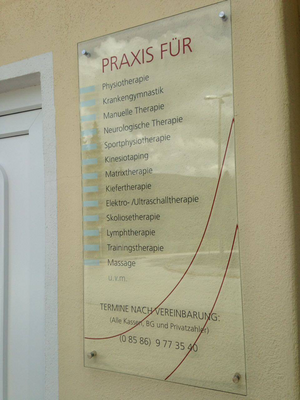 PRAXIS FÜR
Physiotherapie
Krankengymnastik
Manuelle Therapie
Neurologische Therapie
Sportphysiotherapie
Kinesiotaping
Matrixtherapie
Kiefertherapie
Elektro- /Ultraschalltherapie
Skoliosetherapie
Lymphtherapie
Trainingstherapie
Massage
u.v.m.
TERMINE NACH VEREINBARUNG:
(Alle Kassen, BG und Privatzahler)
(0 85 86) 9 77 35 40